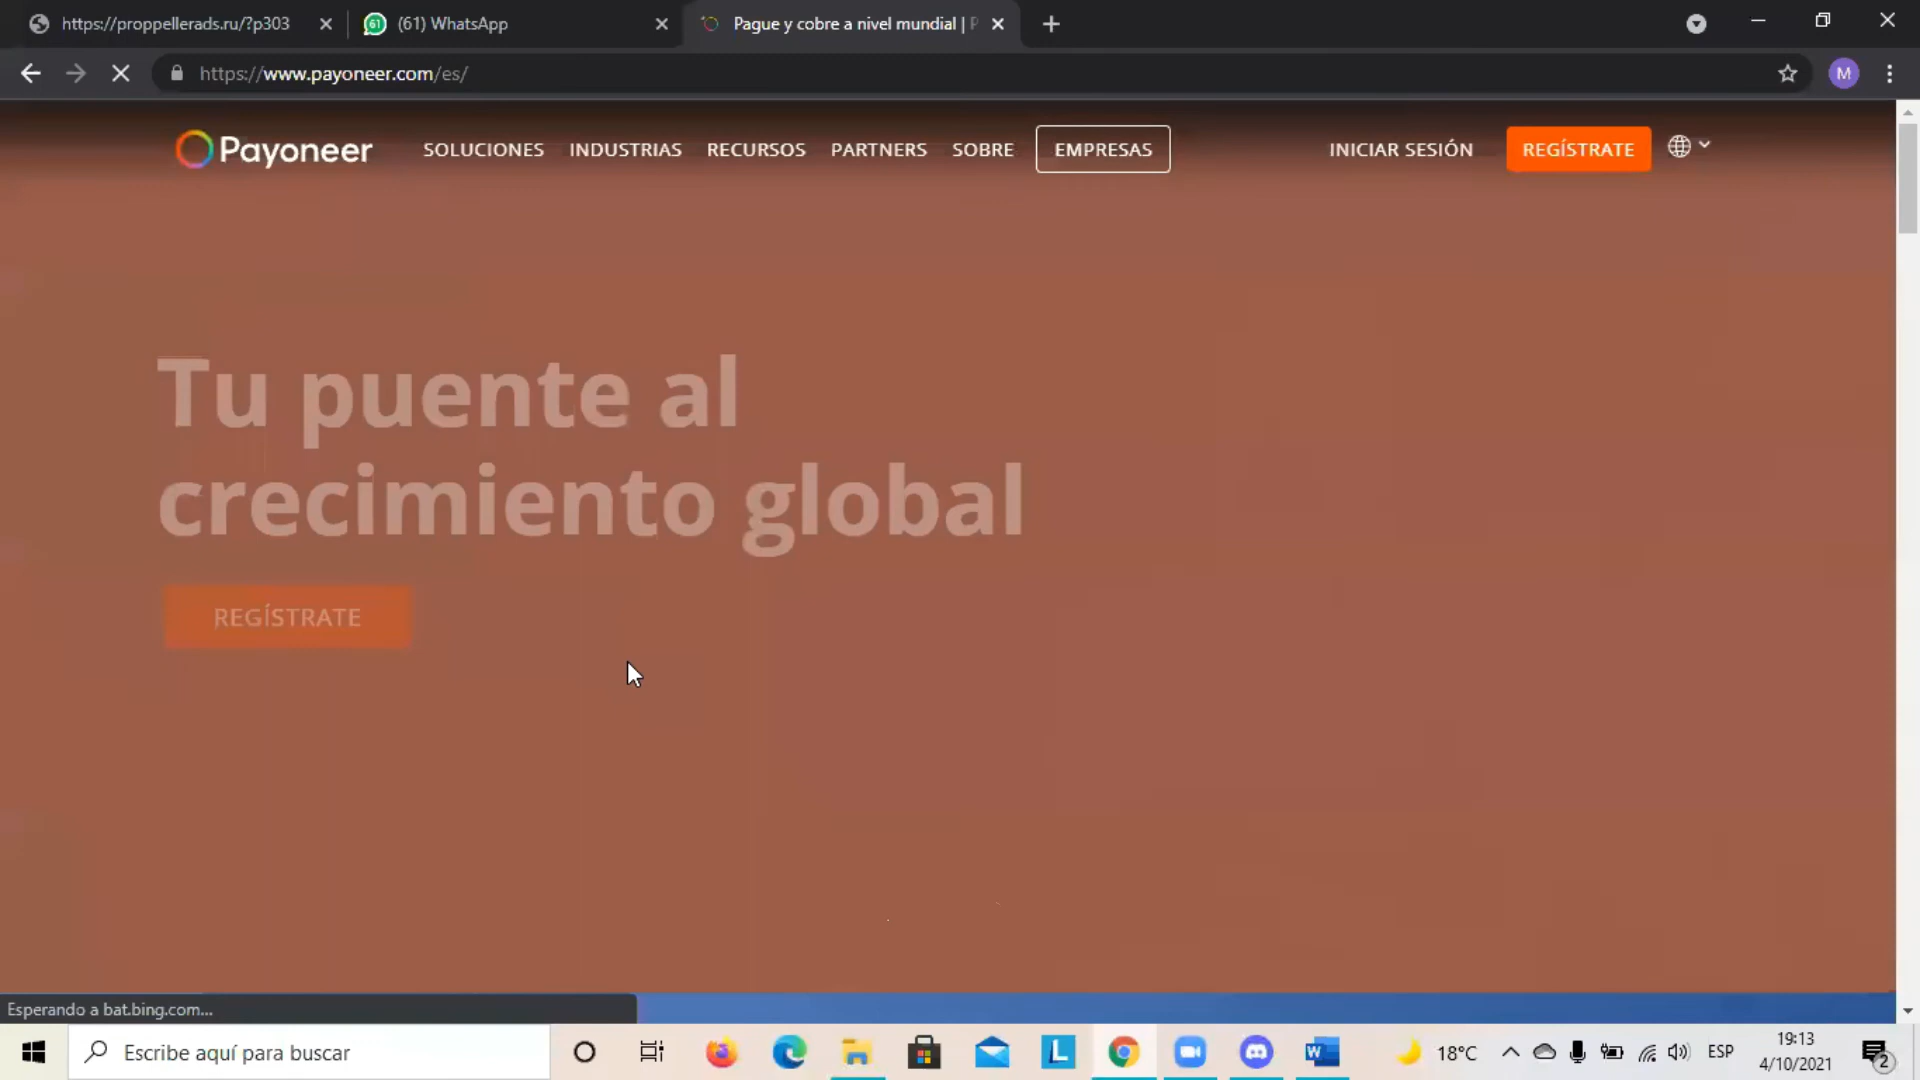 https://proppellerads.ru/?p303
61
(61) WhatsApp
Pague y cobre a nivel mundial | P
https://www.payoneer.com/es/
M
Payoneer
SOLUCIONES
INDUSTRIAS
RECURSOS
PARTNERS
SOBRE
EMPRESAS
INICIAR SESIÓN
REGÍSTRATE
Tu puente al
crecimiento global
REGÍSTRATE
Esperando a bat.bing.com...
Escribe aquí para buscar
L
W
18°C
ESP
19:13
4/10/2021
2